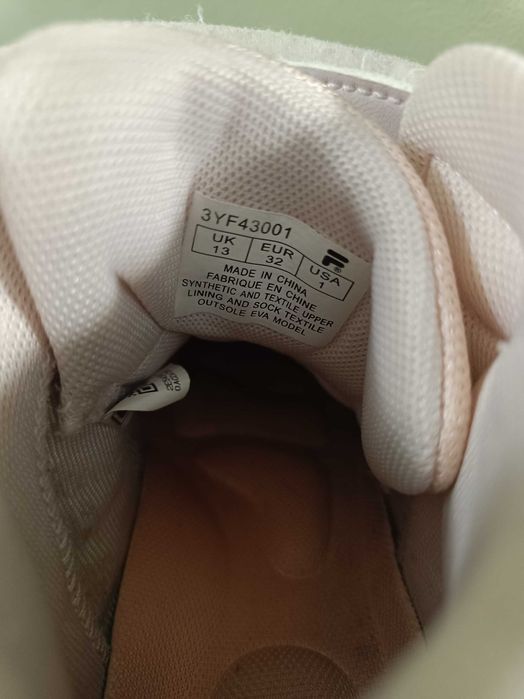 3YF43001
UK EUR USA
13 32 1
MADE IN CHINA
FABRIQUE EN CHINE
SYNTHETIC AND TEXTILE UPPER
LINING AND SOCK TEXTILE
OUTSOLE EVA MODEL